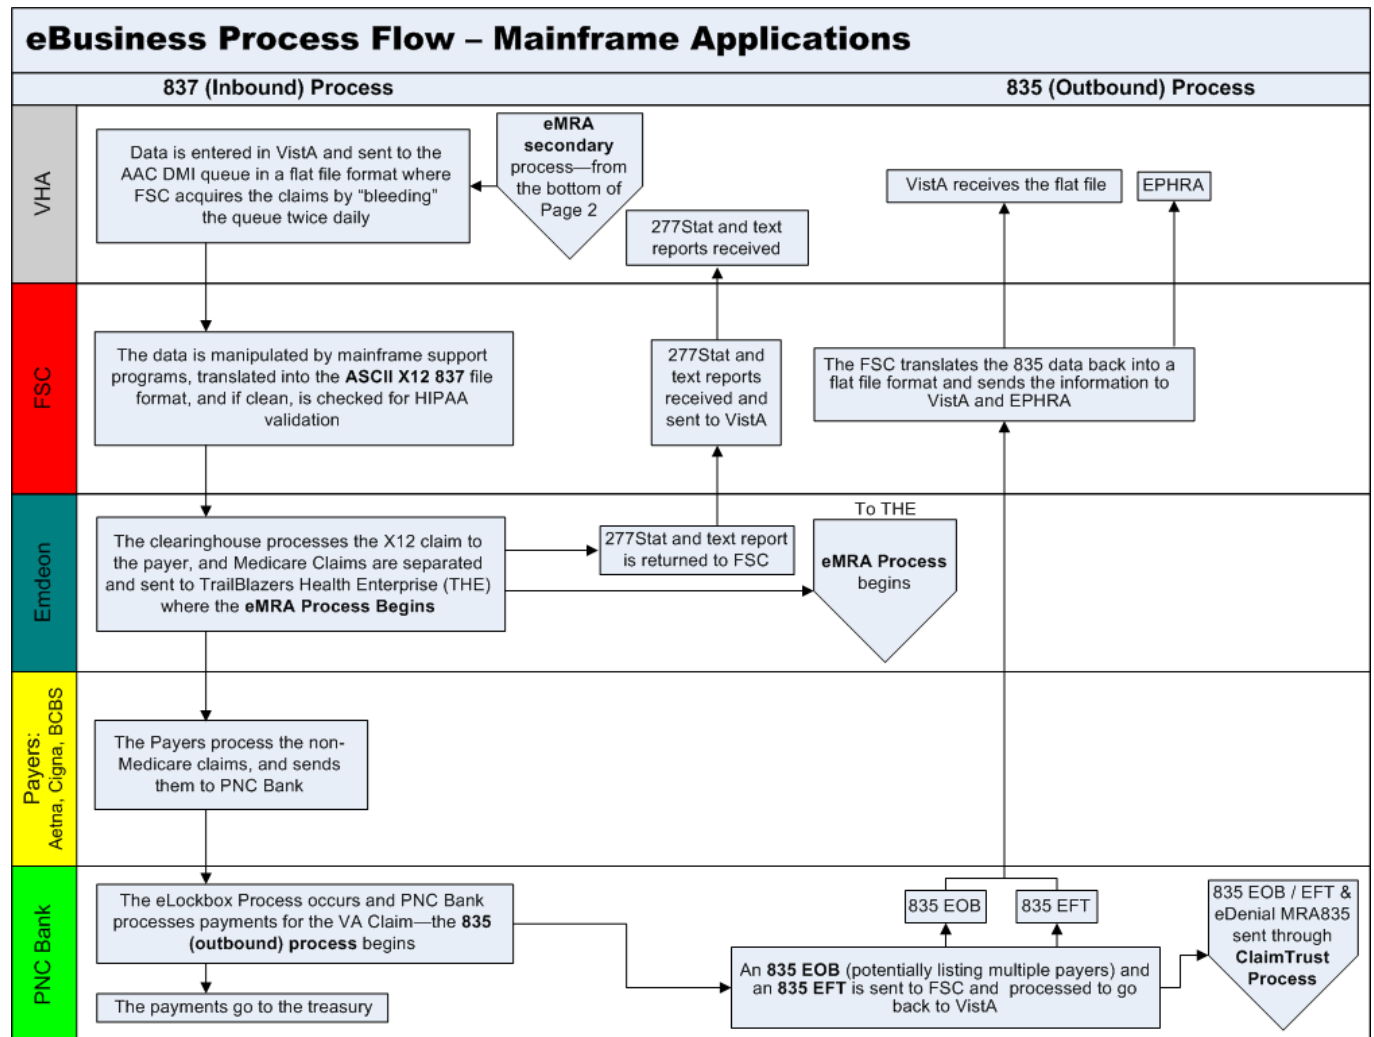 eBusiness Process Flow – Mainframe Applications
837 (Inbound) Process
835 (Outbound) Process
VHA
Data is entered in VistA and sent to the
AAC DMI queue in a flat file format where
FSC acquires the claims by “bleeding”
the queue twice daily
eMRA
secondary
process—from
the bottom of
Page 2
277Stat and text
reports received
VistA receives the flat file
EPHRA
FSC
The data is manipulated by mainframe support
programs, translated into the ASCII X12 837 file
format, and if clean, is checked for HIPAA
validation
277Stat and
text reports
received and
sent to VistA
The FSC translates the 835 data back into a
flat file format and sends the information to
VistA and EPHRA
Emdeon
The clearinghouse processes the X12 claim to
the payer, and Medicare Claims are separated
and sent to TrailBlazers Health Enterprise (THE)
where the eMRA Process Begins
277Stat and text report
is returned to FSC
To THE
eMRA Process
begins
Payers:
Aetna, Cigna, BCBS
The Payers process the non-
Medicare claims, and sends
them to PNC Bank
PNC Bank
The eLockbox Process occurs and PNC Bank
processes payments for the VA Claim—the 835
(outbound) process begins
The payments go to the treasury
835 EOB
835 EFT
An 835 EOB (potentially listing multiple payers) and
an 835 EFT is sent to FSC and processed to go
back to VistA
835 EOB / EFT &
eDenial MRA835
sent through
ClaimTrust
Process